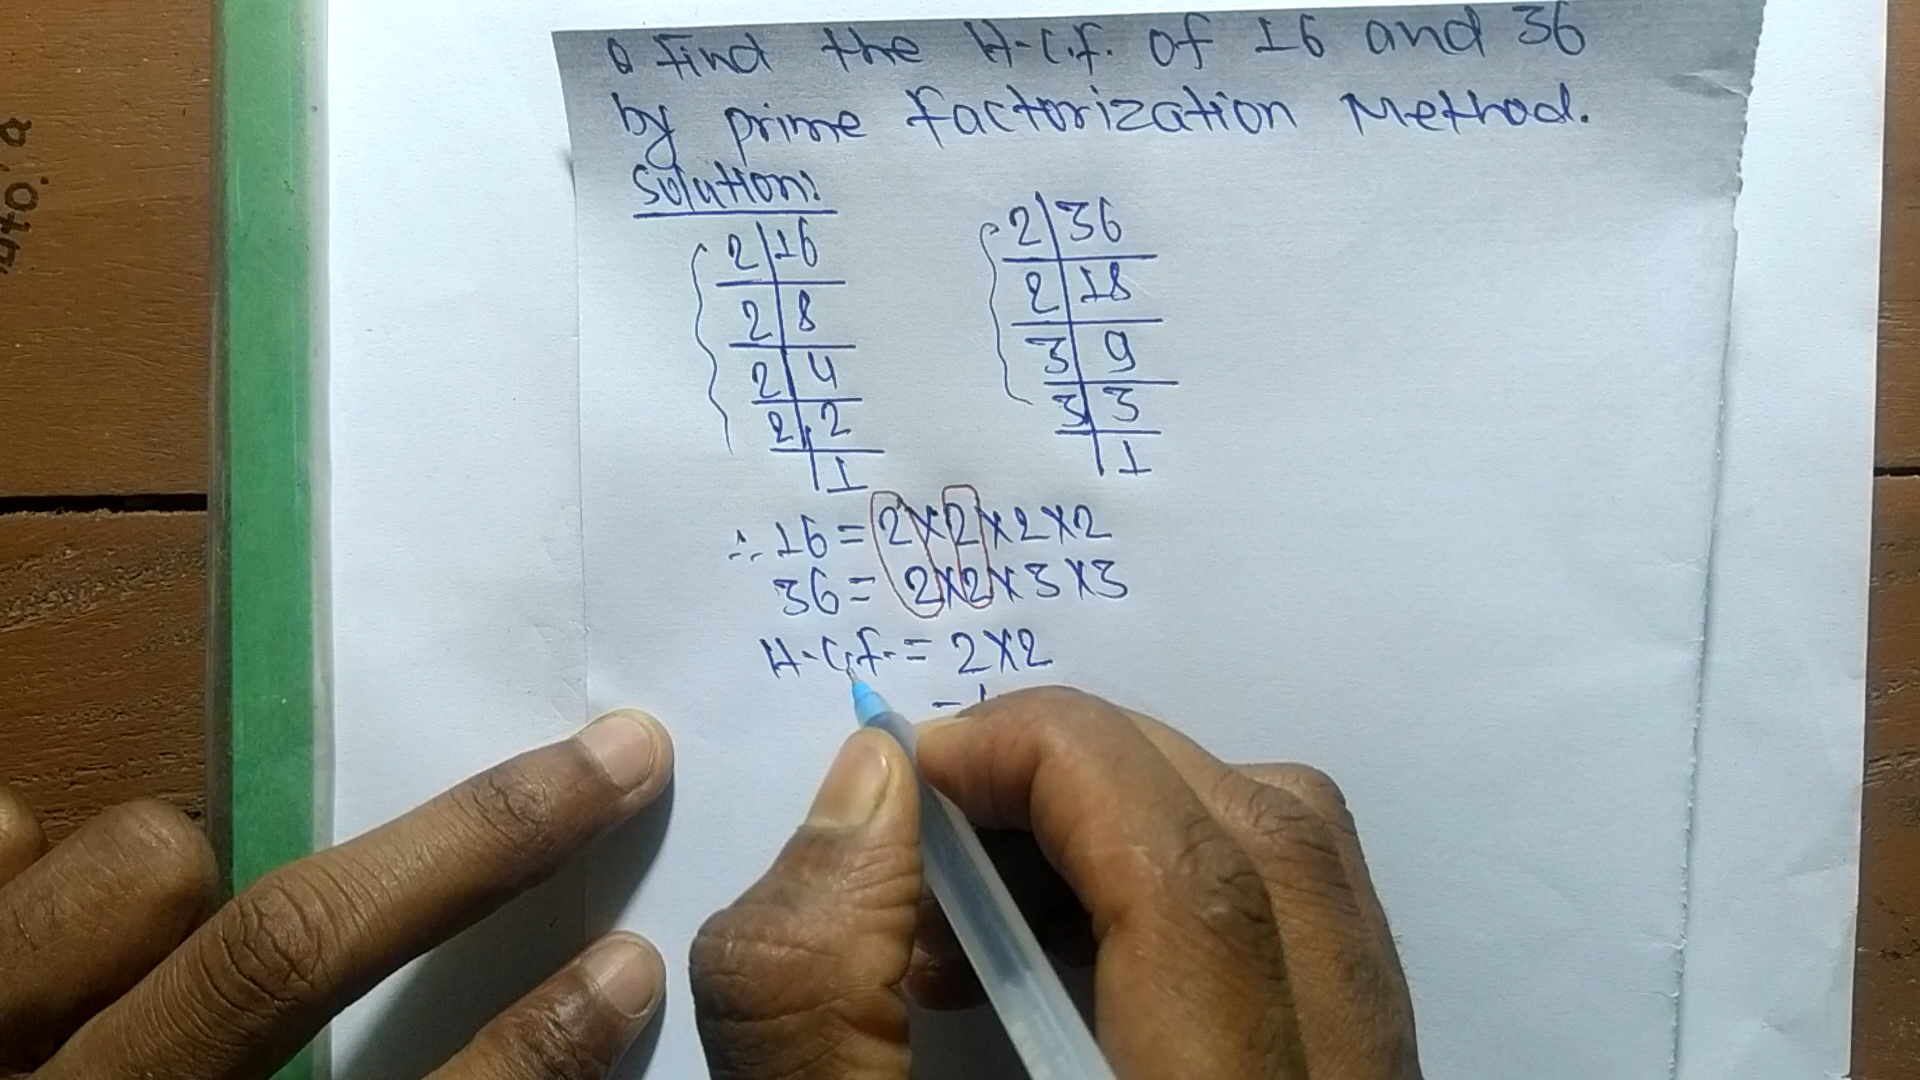 Q Find the H.C.F. of 16 and 36
by prime factorization Method.
Solution:
2 16
2 8
2 4
2 2
1
2 36
2 18
3 9
3 3
1
∴ 16 = 2×2×2×2
36 = 2×2×3×3
H.C.F. = 2×2